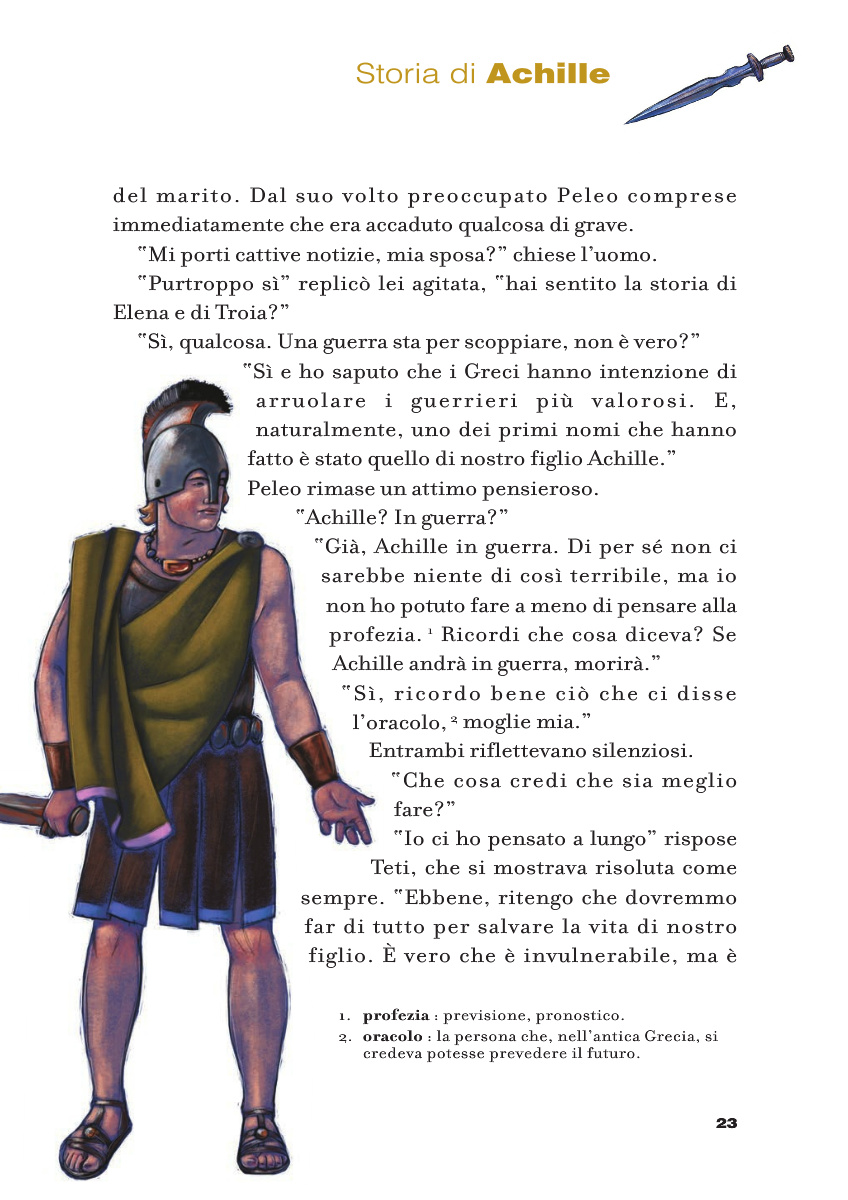 Storia di Achille
del marito. Dal suo volto preoccupato Peleo comprese
immediatamente che era accaduto qualcosa di grave.
"Mi porti cattive notizie, mia sposa?" chiese l'uomo.
"Purtroppo sì" replicò lei agitata, "hai sentito la storia di
Elena e di Troia?"
"Sì, qualcosa. Una guerra sta per scoppiare, non è vero?"
"Sì e ho saputo che i Greci hanno intenzione di
arruolare i guerrieri più valorosi. E,
naturalmente, uno dei primi nomi che hanno
fatto è stato quello di nostro figlio Achille."
Peleo rimase un attimo pensieroso.
"Achille? In guerra?"
"Già, Achille in guerra. Di per sé non ci
sarebbe niente di così terribile, ma io
non ho potuto fare a meno di pensare alla
profezia. ¹ Ricordi che cosa diceva? Se
Achille andrà in guerra, morirà."
"Sì, ricordo bene ciò che ci disse
l'oracolo, ² moglie mia."
Entrambi riflettevano silenziosi.
"Che cosa credi che sia meglio
fare?"
"Io ci ho pensato a lungo" rispose
Teti, che si mostrava risoluta come
sempre. "Ebbene, ritengo che dovremmo
far di tutto per salvare la vita di nostro
figlio. È vero che è invulnerabile, ma è
1. profezia : previsione, pronostico.
2. oracolo : la persona che, nell'antica Grecia, si
credeva potesse prevedere il futuro.
23